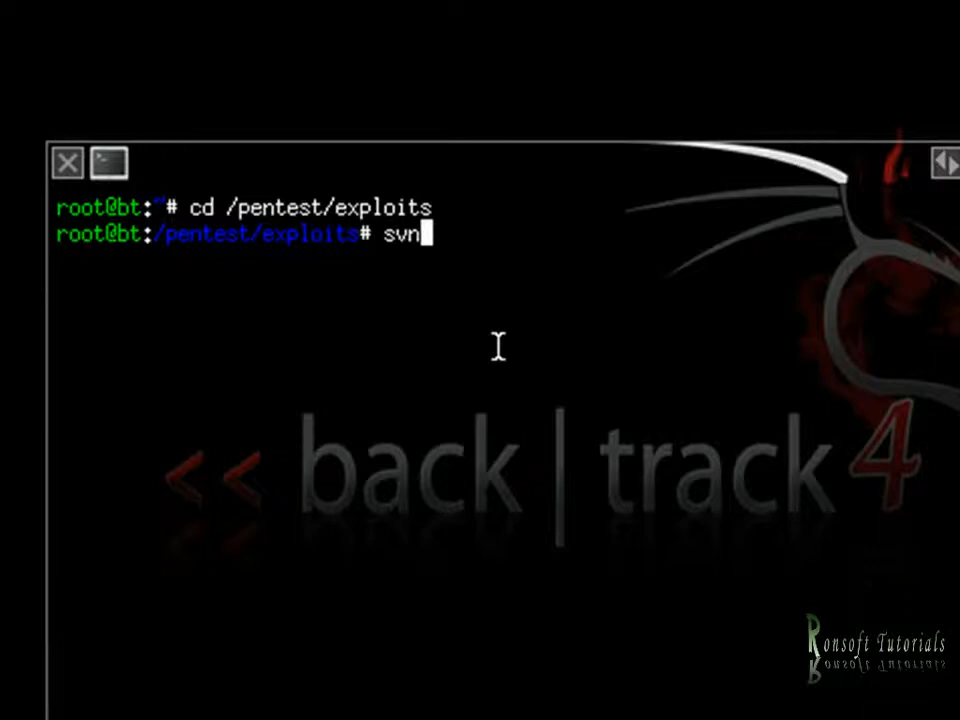 root@bt:~# cd /pentest/exploits
root@bt:/pentest/exploits# svn
<< back | track 4
Ronsoft Tutorials